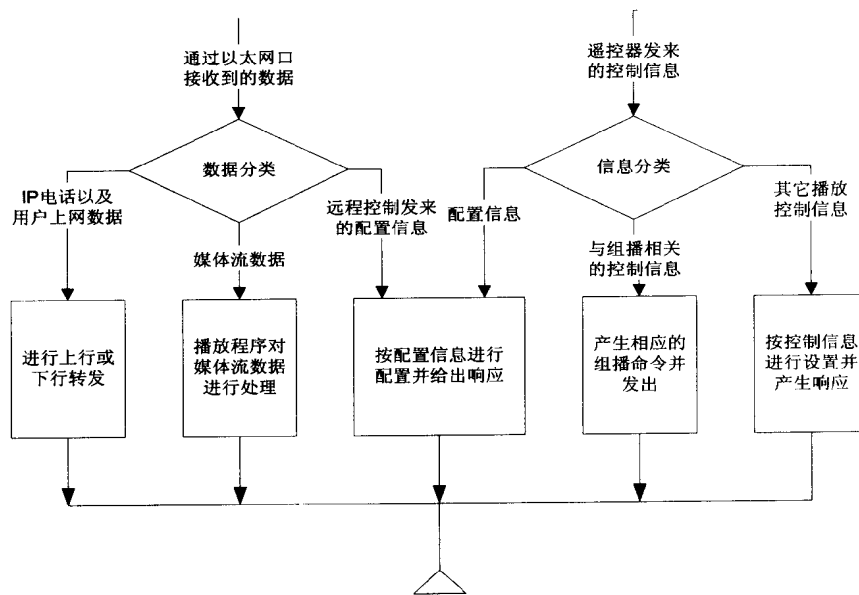 通过以太网口
接收到的数据
遥控器发来
的控制信息
数据分类
信息分类
IP电话以及
用户上网数据
媒体流数据
远程控制发来
的配置信息
配置信息
与组播相关
的控制信息
其它播放
控制信息
进行上行或
下行转发
播放程序对
媒体流数据
进行处理
按配置信息进行
配置并给出响应
产生相应的
组播命令并
发出
按控制信息
进行设置并
产生响应